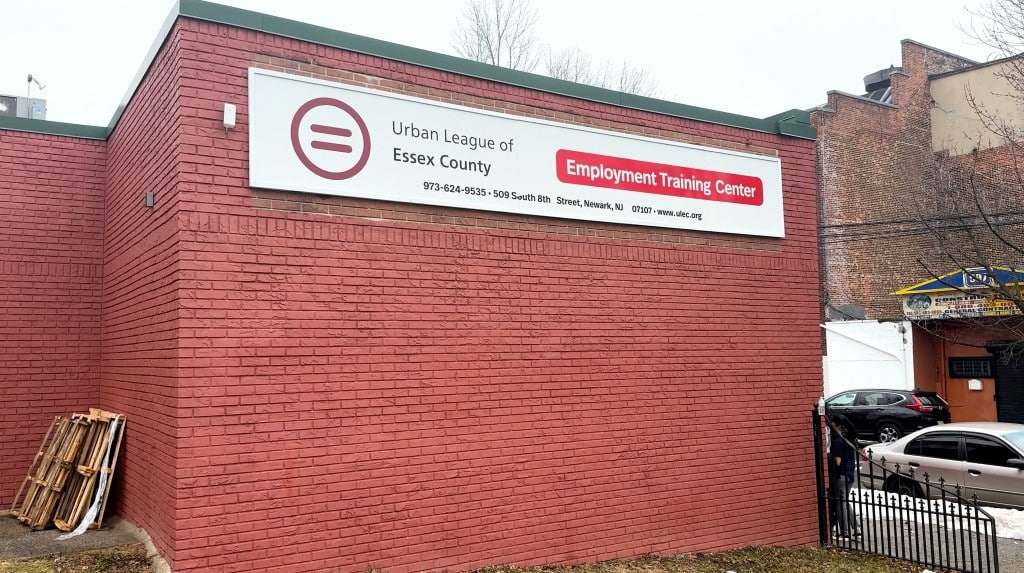 Urban League of
Essex County
Employment Training Center
973-624-9535 • 509 South 8th Street, Newark, NJ 07107 • www.ulec.org
507